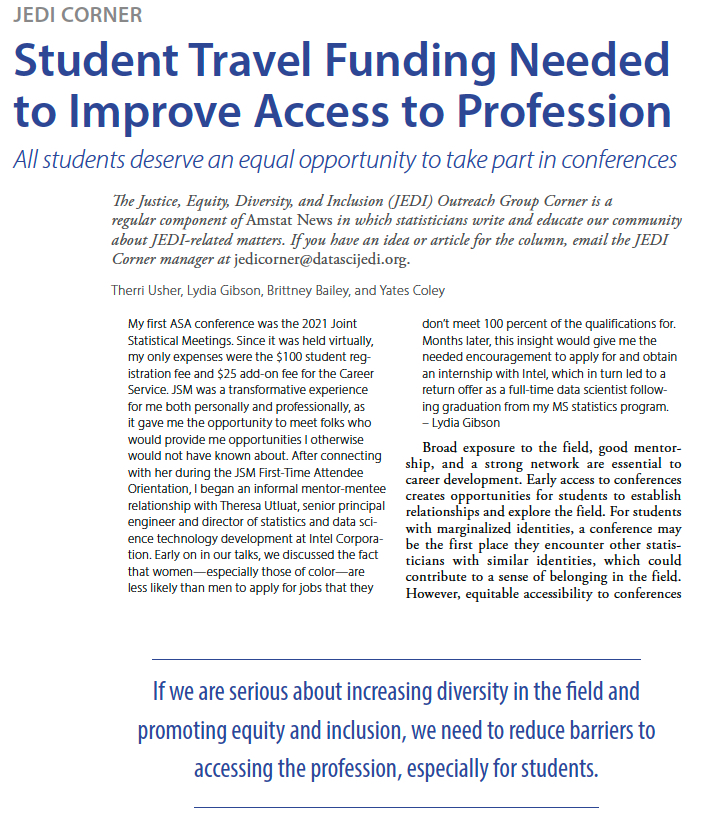 JEDI CORNER
Student Travel Funding Needed
to Improve Access to Profession
All students deserve an equal opportunity to take part in conferences
The Justice, Equity, Diversity, and Inclusion (JEDI) Outreach Group Corner is a
regular component of Amstat News in which statisticians write and educate our community
about JEDI-related matters. If you have an idea or article for the column, email the JEDI
Corner manager at jedicorner@datascijedi.org.
Therri Usher, Lydia Gibson, Brittney Bailey, and Yates Coley
My first ASA conference was the 2021 Joint
Statistical Meetings. Since it was held virtually,
my only expenses were the $100 student reg-
istration fee and $25 add-on fee for the Career
Service. JSM was a transformative experience
for me both personally and professionally, as
it gave me the opportunity to meet folks who
would provide me opportunities I otherwise
would not have known about. After connecting
with her during the JSM First-Time Attendee
Orientation, I began an informal mentor-mentee
relationship with Theresa Utluat, senior principal
engineer and director of statistics and data sci-
ence technology development at Intel Corpora-
tion. Early on in our talks, we discussed the fact
that women—especially those of color—are
less likely than men to apply for jobs that they
don't meet 100 percent of the qualifications for.
Months later, this insight would give me the
needed encouragement to apply for and obtain
an internship with Intel, which in turn led to a
return offer as a full-time data scientist follow-
ing graduation from my MS statistics program.
– Lydia Gibson
Broad exposure to the field, good mentor-
ship, and a strong network are essential to
career development. Early access to conferences
creates opportunities for students to establish
relationships and explore the field. For students
with marginalized identities, a conference may
be the first place they encounter other statis-
ticians with similar identities, which could
contribute to a sense of belonging in the field.
However, equitable accessibility to conferences
If we are serious about increasing diversity in the field and
promoting equity and inclusion, we need to reduce barriers to
accessing the profession, especially for students.